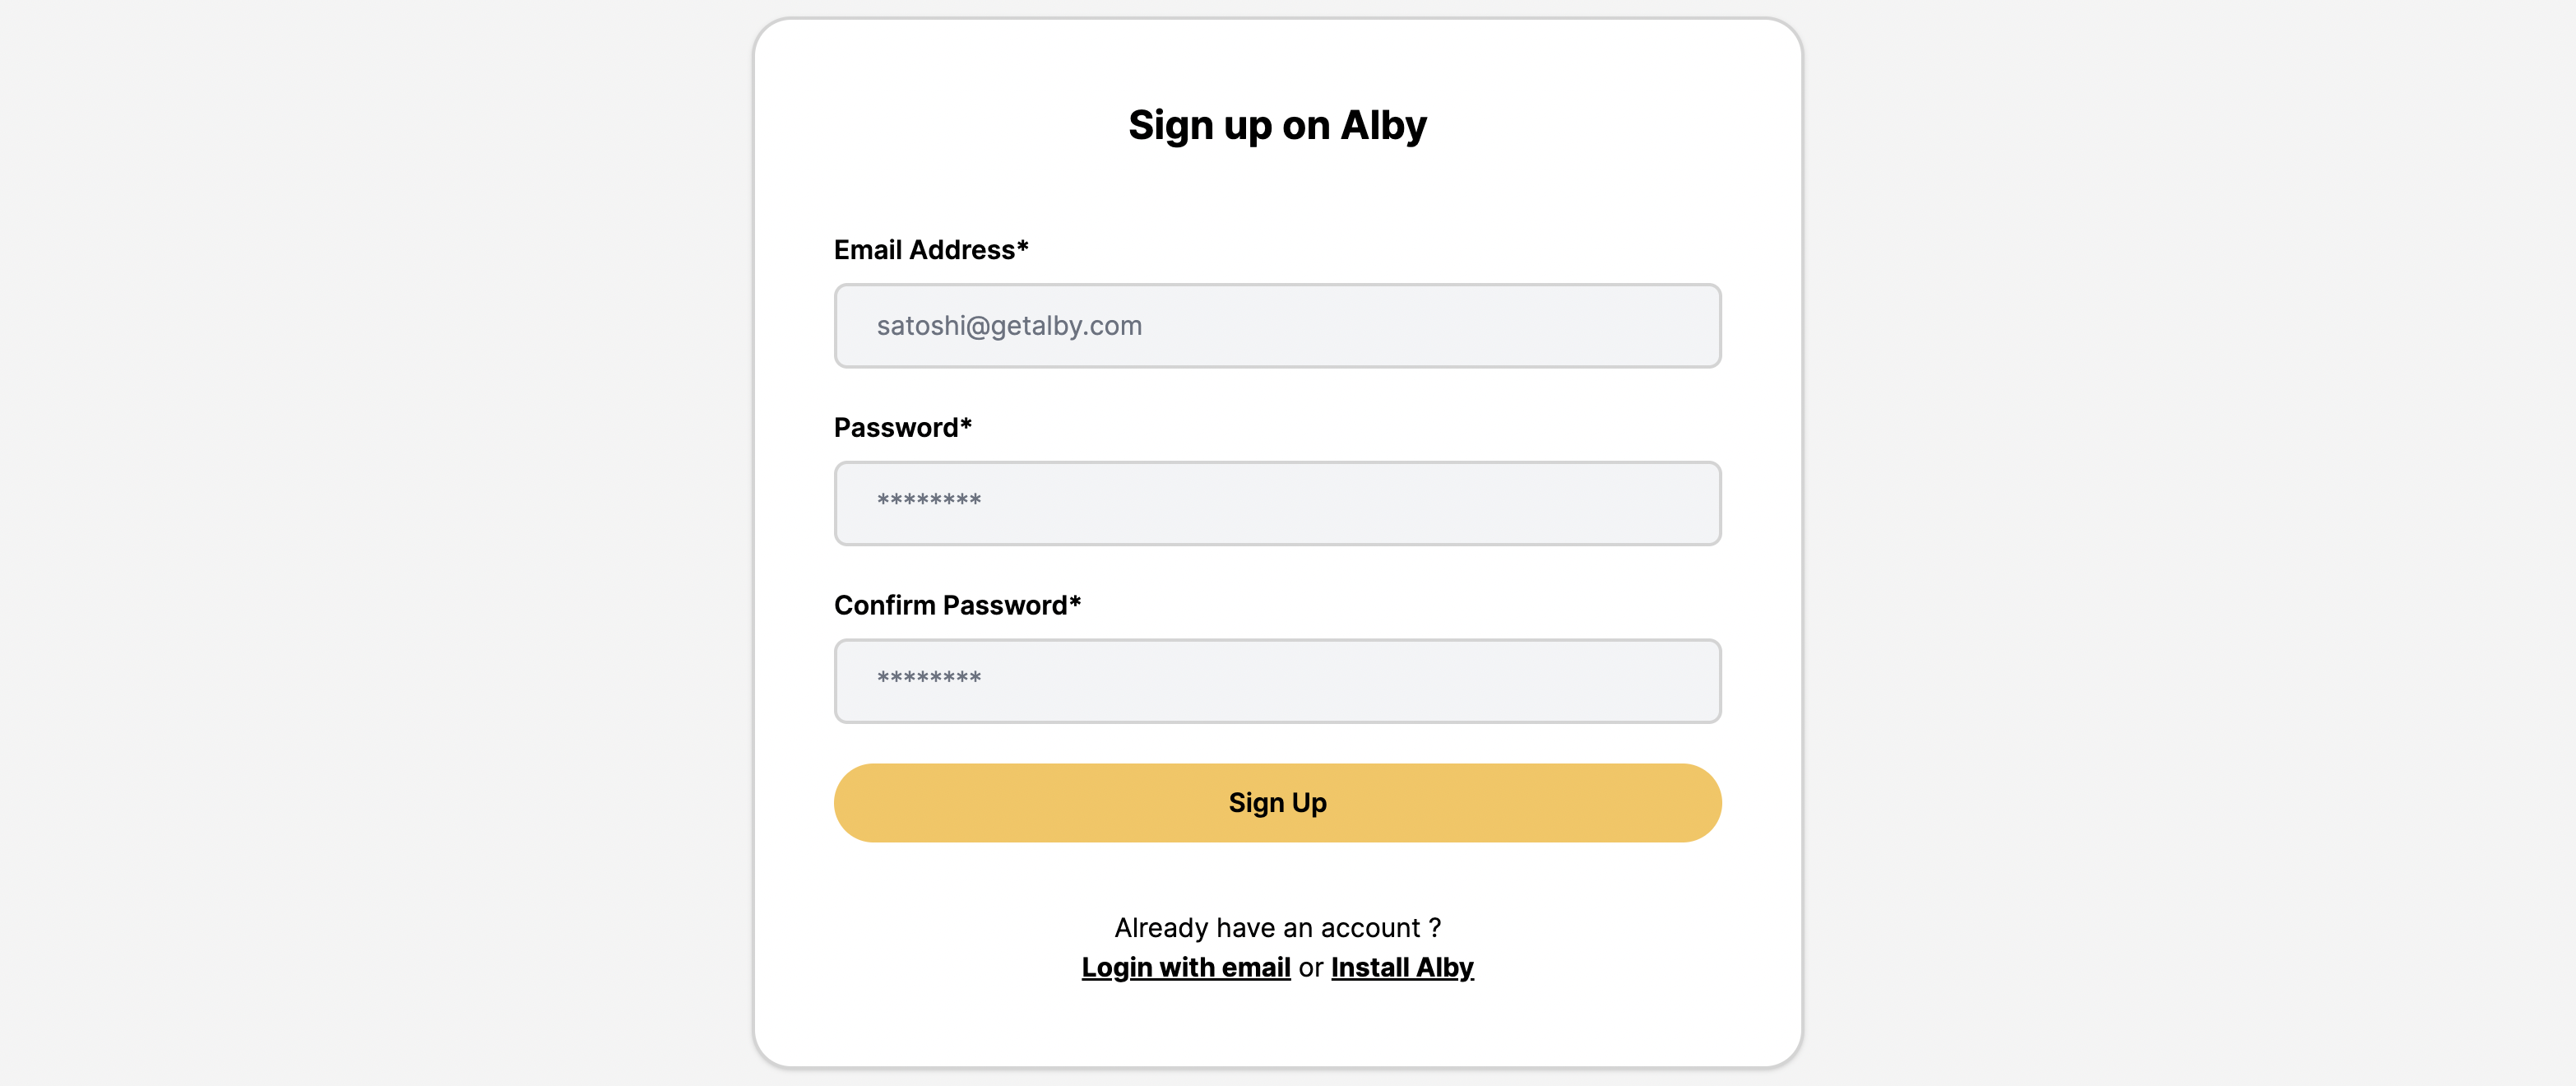 Sign up on Alby
Email Address*
satoshi@getalby.com
Password*
********
Confirm Password*
********
Sign Up
Already have an account ?
Login with email or Install Alby